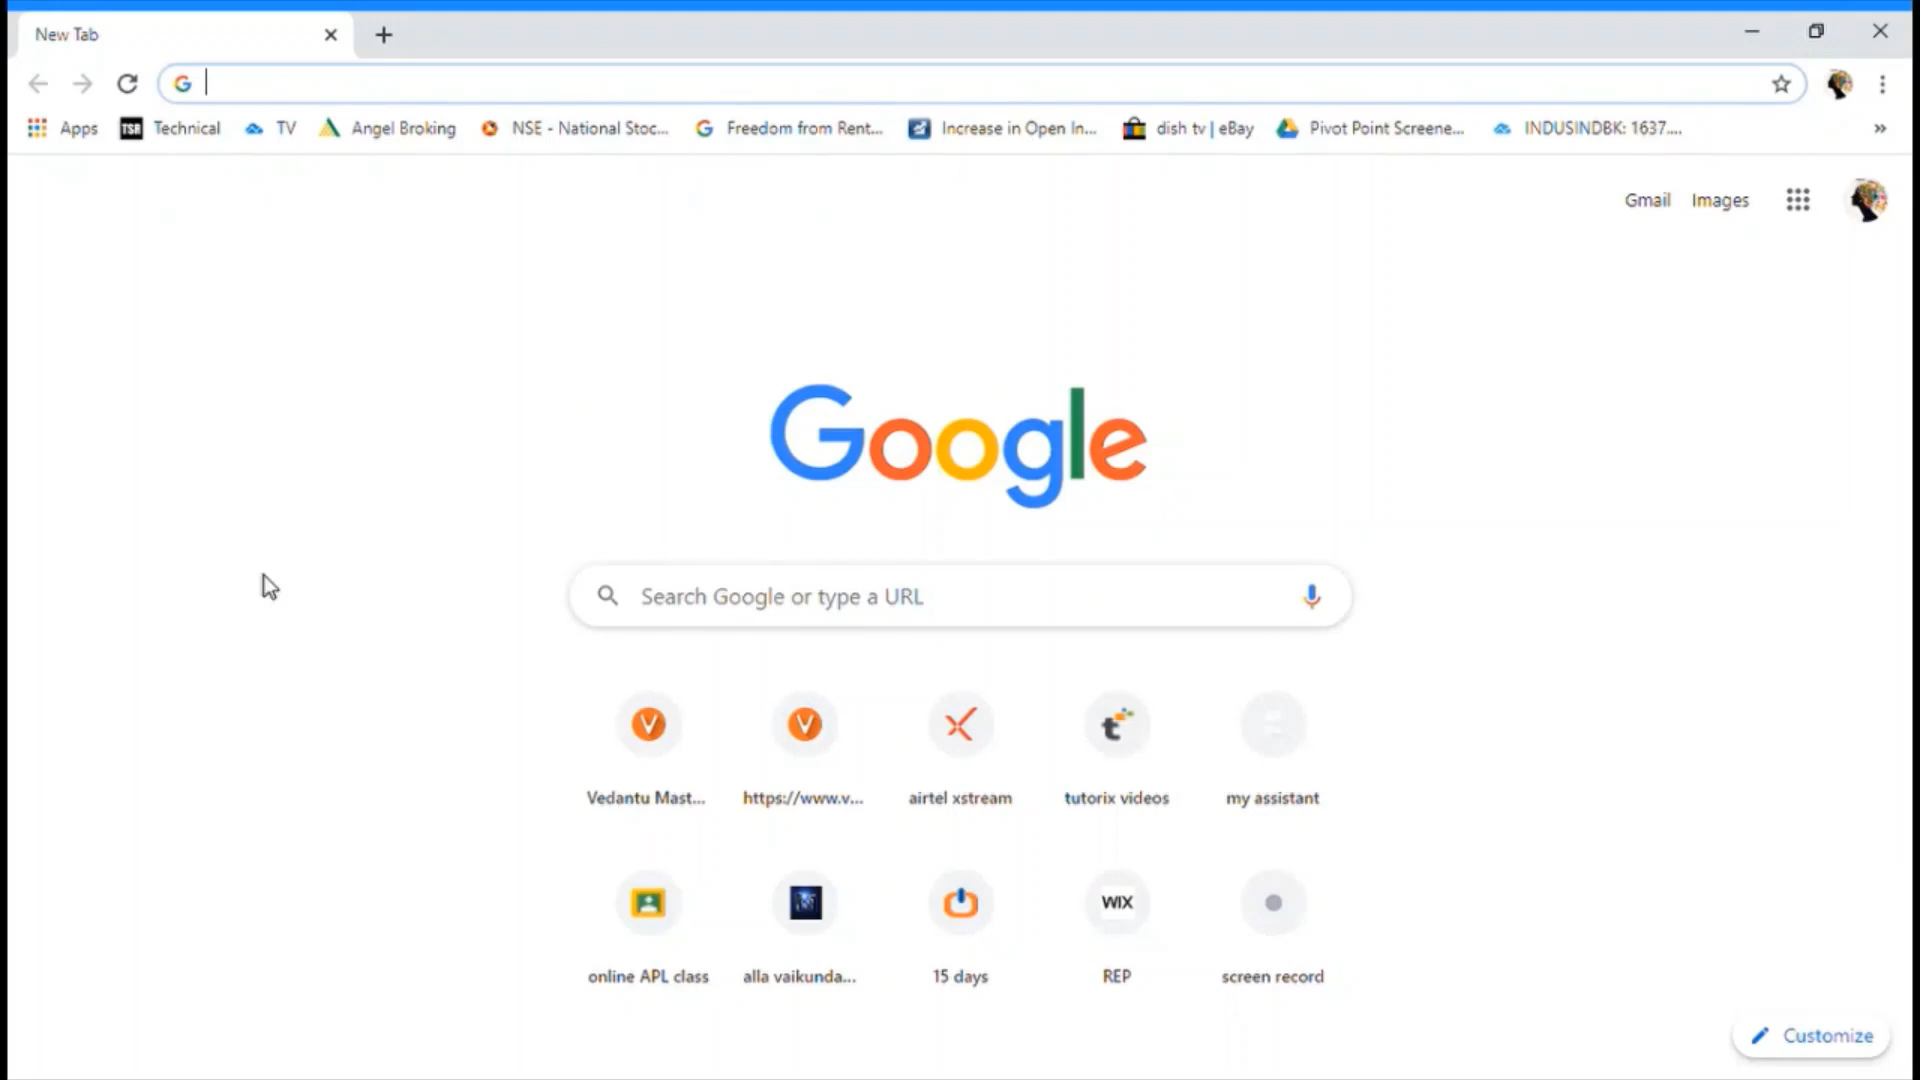 New Tab
Apps TSR Technical TV Angel Broking NSE - National Stoc... Freedom from Rent... Increase in Open In... dish tv | eBay Pivot Point Screene... INDUSINDBK: 1637.... »
Gmail Images
Google
Search Google or type a URL
Vedantu Mast... https://www.v... airtel xstream tutorix videos my assistant
WIX
online APL class alla vaikunda... 15 days REP screen record
Customize